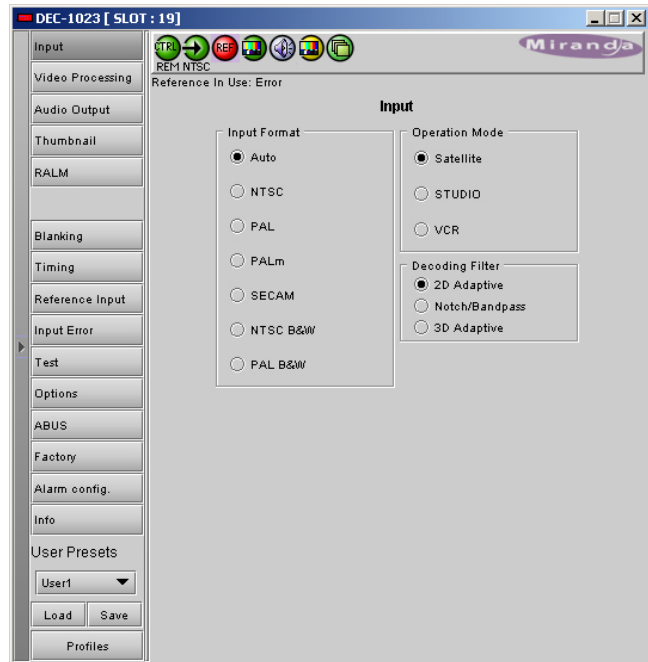 DEC-1023 [ SLOT : 19]
Input
Video Processing
Audio Output
Thumbnail
RALM
Blanking
Timing
Reference Input
Input Error
Test
Options
ABUS
Factory
Alarm config.
Info
User Presets
User1
Load Save
Profiles
CTRL REF
REM NTSC
Miranda
Reference In Use: Error
Input
Input Format
Auto
NTSC
PAL
PALm
SECAM
NTSC B&W
PAL B&W
Operation Mode
Satellite
STUDIO
VCR
Decoding Filter
2D Adaptive
Notch/Bandpass
3D Adaptive